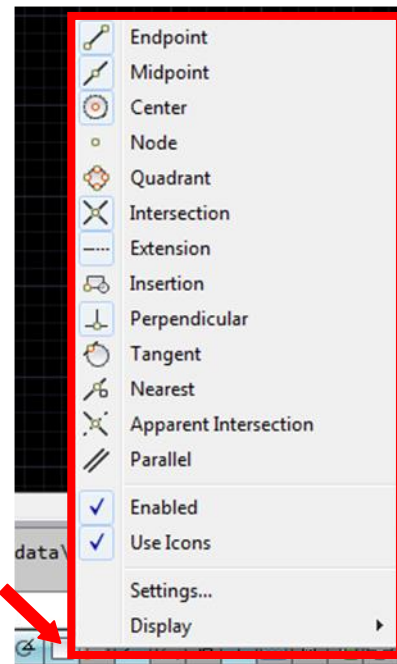 Endpoint
Midpoint
Center
Node
Quadrant
Intersection
Extension
Insertion
Perpendicular
Tangent
Nearest
Apparent Intersection
Parallel
Enabled
Use Icons
data\
Settings...
Display